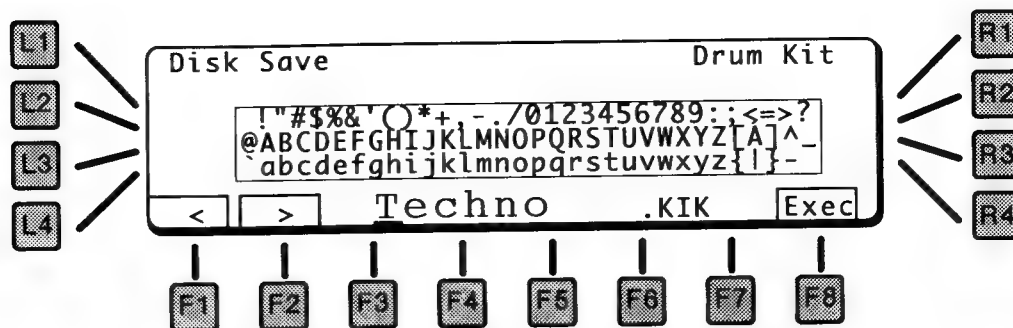 L1
L2
L3
L4
Disk Save Drum Kit
!"#$%&'()*+,-./0123456789:;<=>?
@ABCDEFGHIJKLMNOPQRSTUVWXYZ[A]^_
`abcdefghijklmnopqrstuvwxyz{|}-
< > Techno .KIK Exec
R1
R2
R3
R4
F1 F2 F3 F4 F5 F6 F7 F8